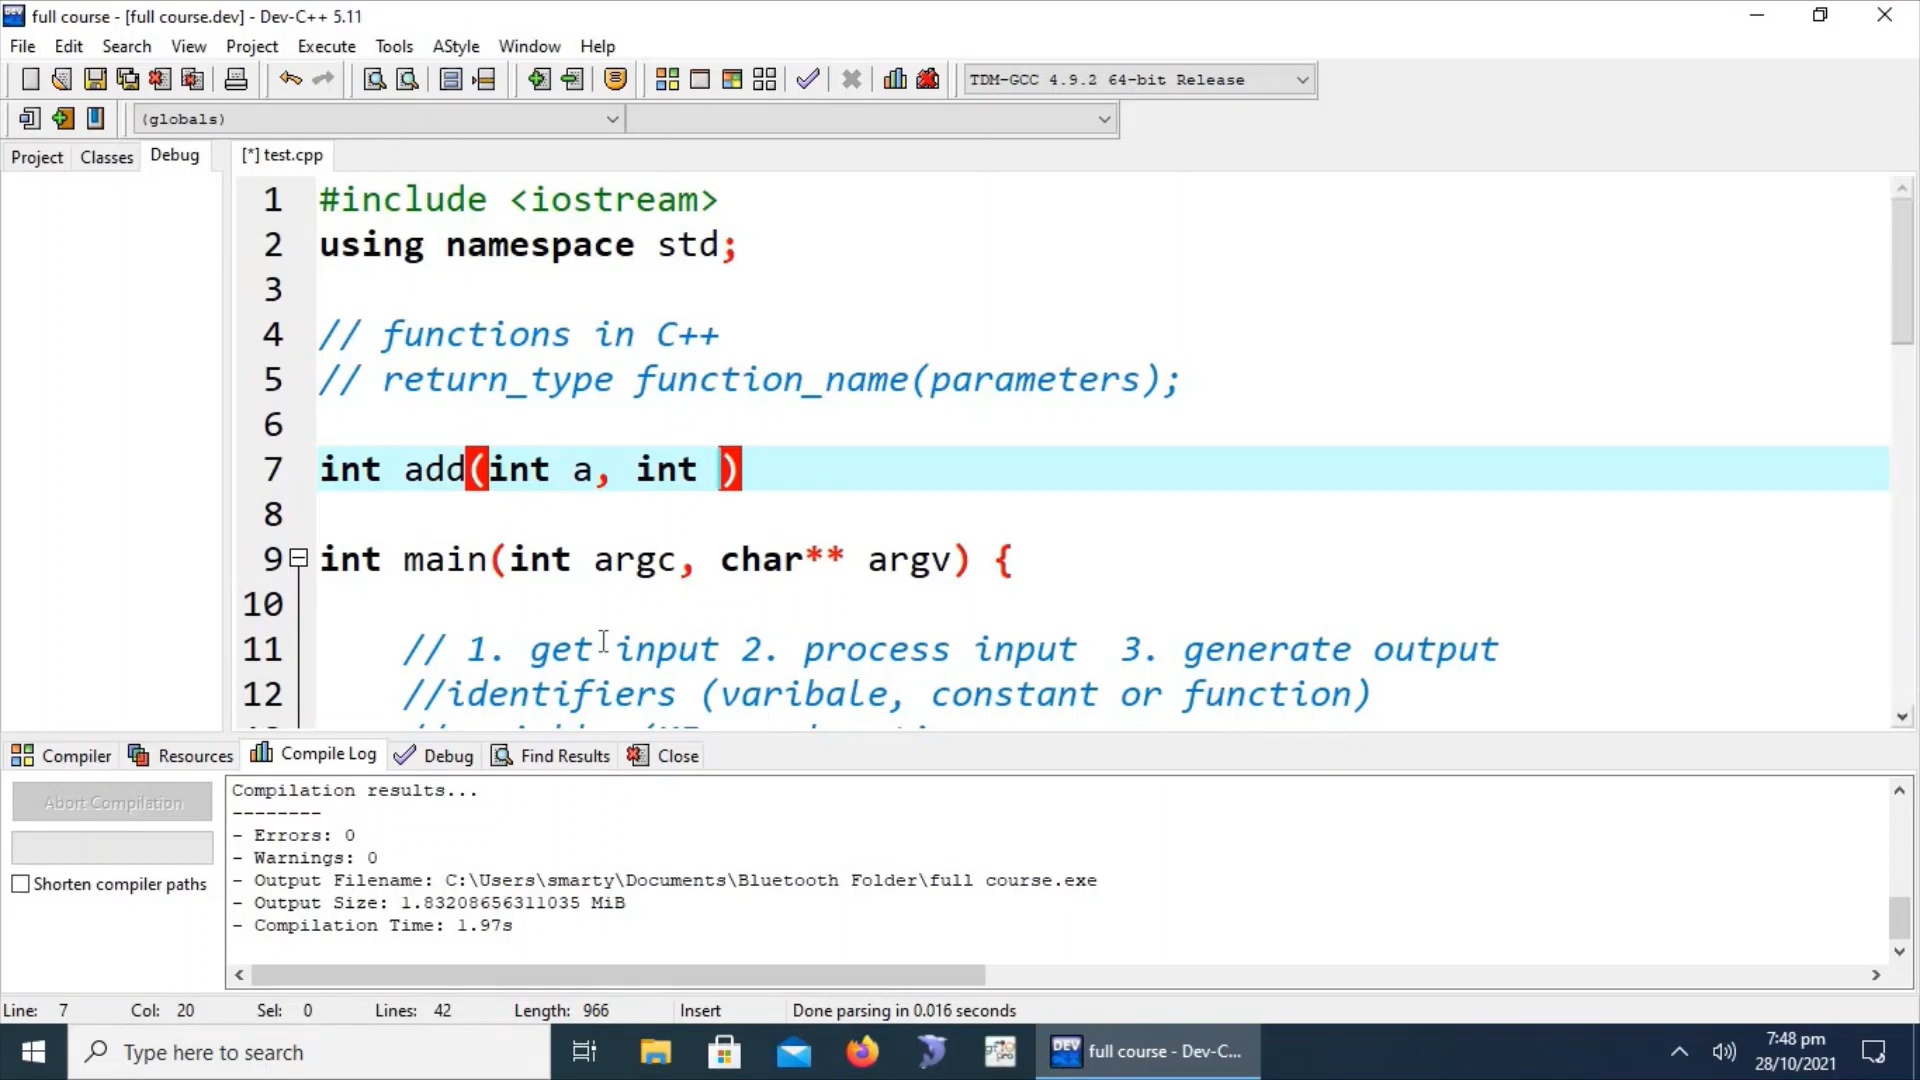 full course - [full course.dev] - Dev-C++ 5.11
File Edit Search View Project Execute Tools AStyle Window Help
TDM-GCC 4.9.2 64-bit Release
(globals)
Project Classes Debug [*] test.cpp
1 #include <iostream>
2 using namespace std;
3
4 // functions in C++
5 // return_type function_name(parameters);
6
7 int add(int a, int )
8
9 int main(int argc, char** argv) {
10
11 // 1. get input 2. process input 3. generate output
12 //identifiers (varibale, constant or function)
Compiler Resources Compile Log Debug Find Results Close
Abort Compilation
Shorten compiler paths
Compilation results...
--------
- Errors: 0
- Warnings: 0
- Output Filename: C:\Users\smarty\Documents\Bluetooth Folder\full course.exe
- Output Size: 1.83208656311035 MiB
- Compilation Time: 1.97s
Line: 7 Col: 20 Sel: 0 Lines: 42 Length: 966 Insert Done parsing in 0.016 seconds
Type here to search
DEV full course - Dev-C...
7:48 pm
28/10/2021